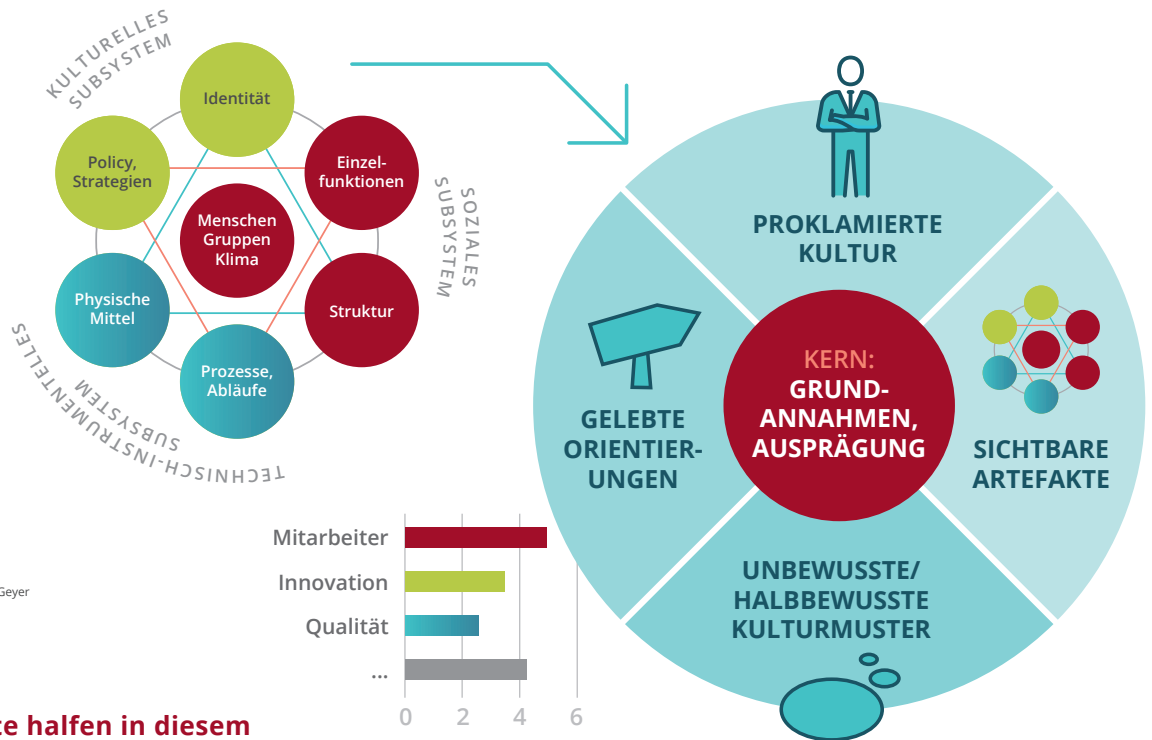 KULTURELLES
SUBSYSTEM
Identität
Policy,
Strategien
Einzel-
funktionen
Menschen
Gruppen
Klima
SOZIALES
SUBSYSTEM
Physische
Mittel
Struktur
Prozesse,
Abläufe
TECHNISCH-INSTRUMENTELLES
SUBSYSTEM
PROKLAMIERTE
KULTUR
KERN:
GRUND-
ANNAHMEN,
AUSPRÄGUNG
GELEBTE
ORIENTIER-
UNGEN
SICHTBARE
ARTEFAKTE
UNBEWUSSTE/
HALBBEWUSSTE
KULTURMUSTER
Mitarbeiter
Innovation
Qualität
...
0 2 4 6
Geyer
te halfen in diesem